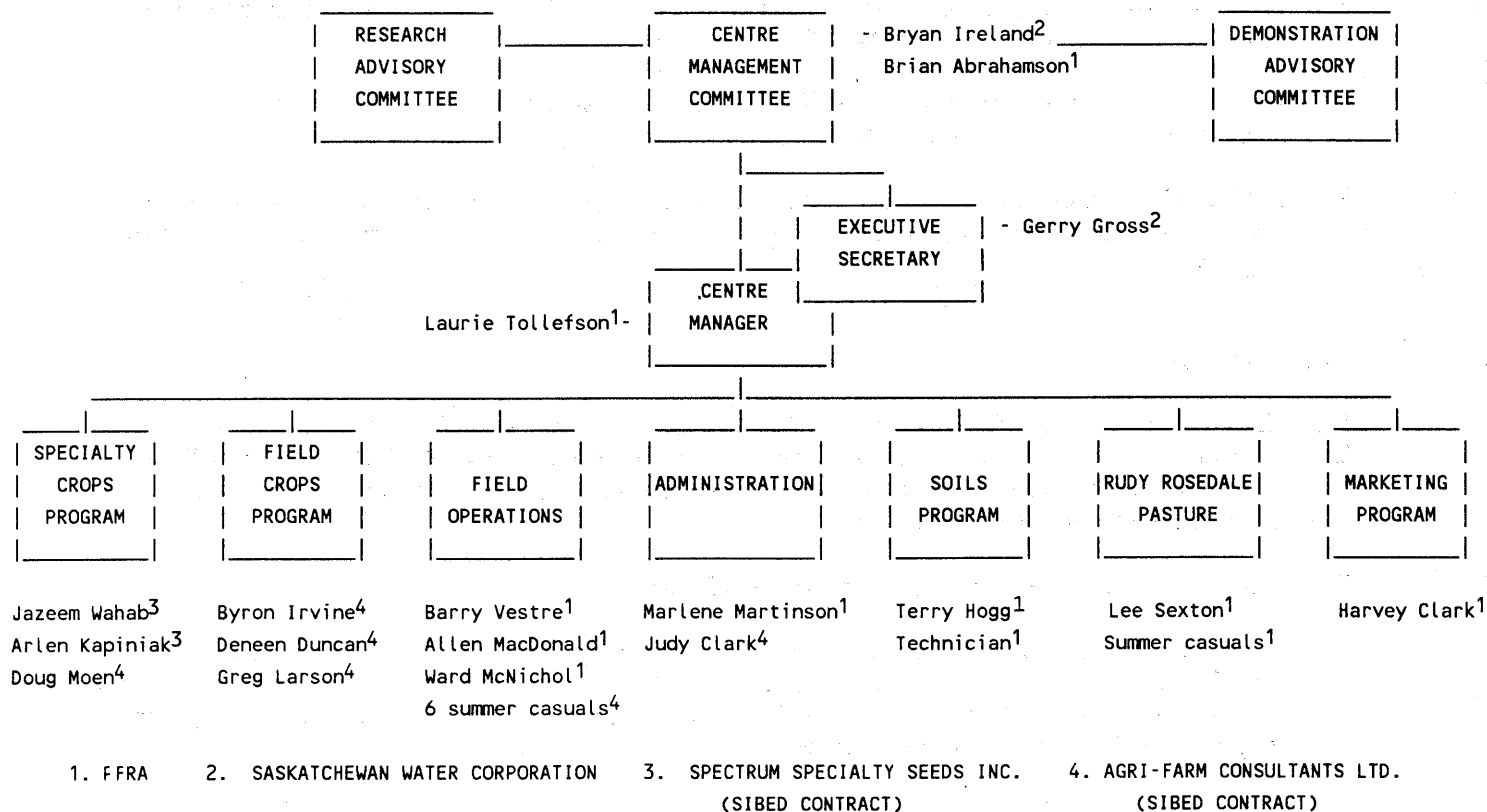 RESEARCH ADVISORY COMMITTEE
CENTRE MANAGEMENT COMMITTEE
- Bryan Ireland2
Brian Abrahamson1
DEMONSTRATION ADVISORY COMMITTEE
EXECUTIVE SECRETARY
- Gerry Gross2
CENTRE MANAGER
Laurie Tollefson1-
SPECIALTY CROPS PROGRAM
FIELD CROPS PROGRAM
FIELD OPERATIONS
ADMINISTRATION
SOILS PROGRAM
RUDY ROSEDALE PASTURE
MARKETING PROGRAM
Jazeem Wahab3
Arlen Kapiniak3
Doug Moen4
Byron Irvine4
Deneen Duncan4
Greg Larson4
Barry Vestre1
Allen MacDonald1
Ward McNichol1
6 summer casuals4
Marlene Martinson1
Judy Clark4
Terry Hogg1
Technician1
Lee Sexton1
Summer casuals1
Harvey Clark1
1. FFRA
2. SASKATCHEWAN WATER CORPORATION
3. SPECTRUM SPECIALTY SEEDS INC.
(SIBED CONTRACT)
4. AGRI-FARM CONSULTANTS LTD.
(SIBED CONTRACT)